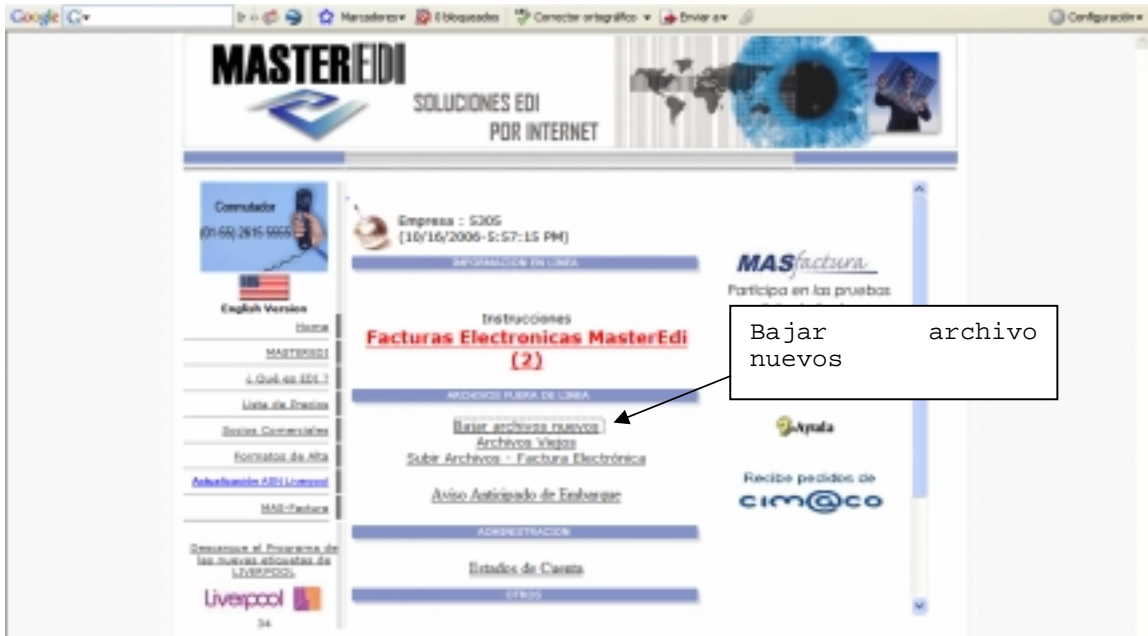 Google
Marcadores
0 bloqueados
Corrector ortográfico
Enviar a
Configuración
MASTEREDI
SOLUCIONES EDI
POR INTERNET
Conmutador
(01-55) 2615 5555
English Version
Home
MASTEREDI
¿ Qué es EDI ?
Lista de Precios
Socios Comerciales
Formatos de Alta
Actualización ASN Liverpool
MAS-Factura
Descargue el Programa de
las nuevas etiquetas de
LIVERPOOL
Liverpool
34
Empresa : 5305
(10/16/2006-5:57:15 PM)
INFORMACION EN LINEA
Instrucciones
Facturas Electronicas MasterEdi
(2)
ARCHIVOS FUERA DE LINEA
Bajar archivos nuevos
Archivos Viejos
Subir Archivos - Factura Electrónica
Aviso Anticipado de Embarque
ADMINISTRACION
Estados de Cuenta
OTROS
MASfactura
Participa en las pruebas
Bajar archivo
nuevos
Ayuda
Recibe pedidos de
cim@co